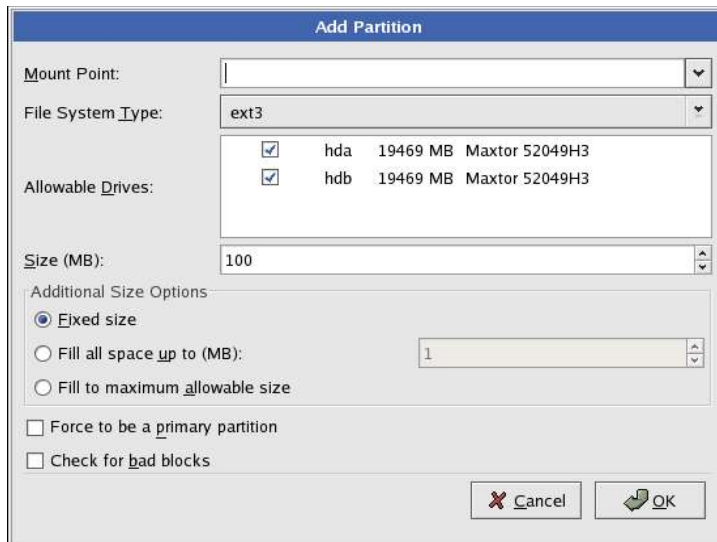 Add Partition
Mount Point:
File System Type: ext3
Allowable Drives:
hda 19469 MB Maxtor 52049H3
hdb 19469 MB Maxtor 52049H3
Size (MB): 100
Additional Size Options
Fixed size
Fill all space up to (MB): 1
Fill to maximum allowable size
Force to be a primary partition
Check for bad blocks
Cancel OK